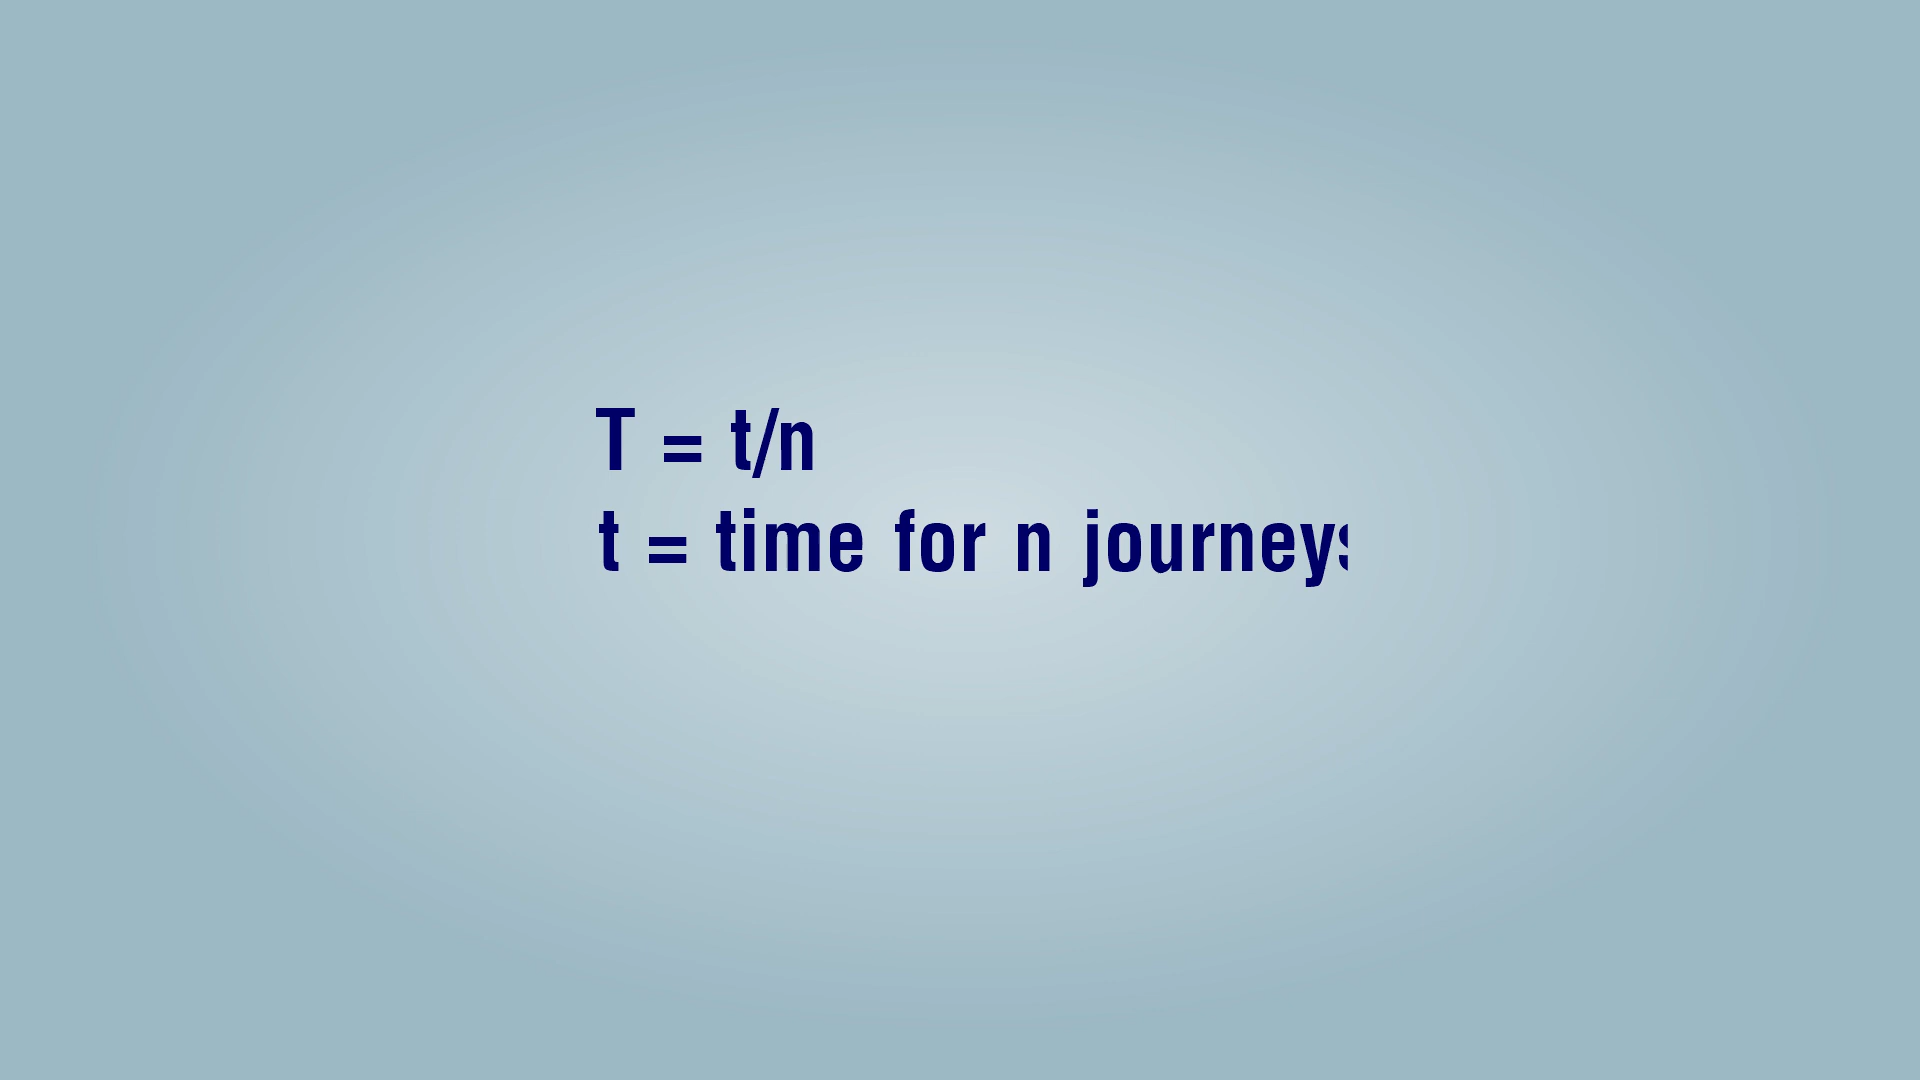 T = t/n
t = time for n journeys